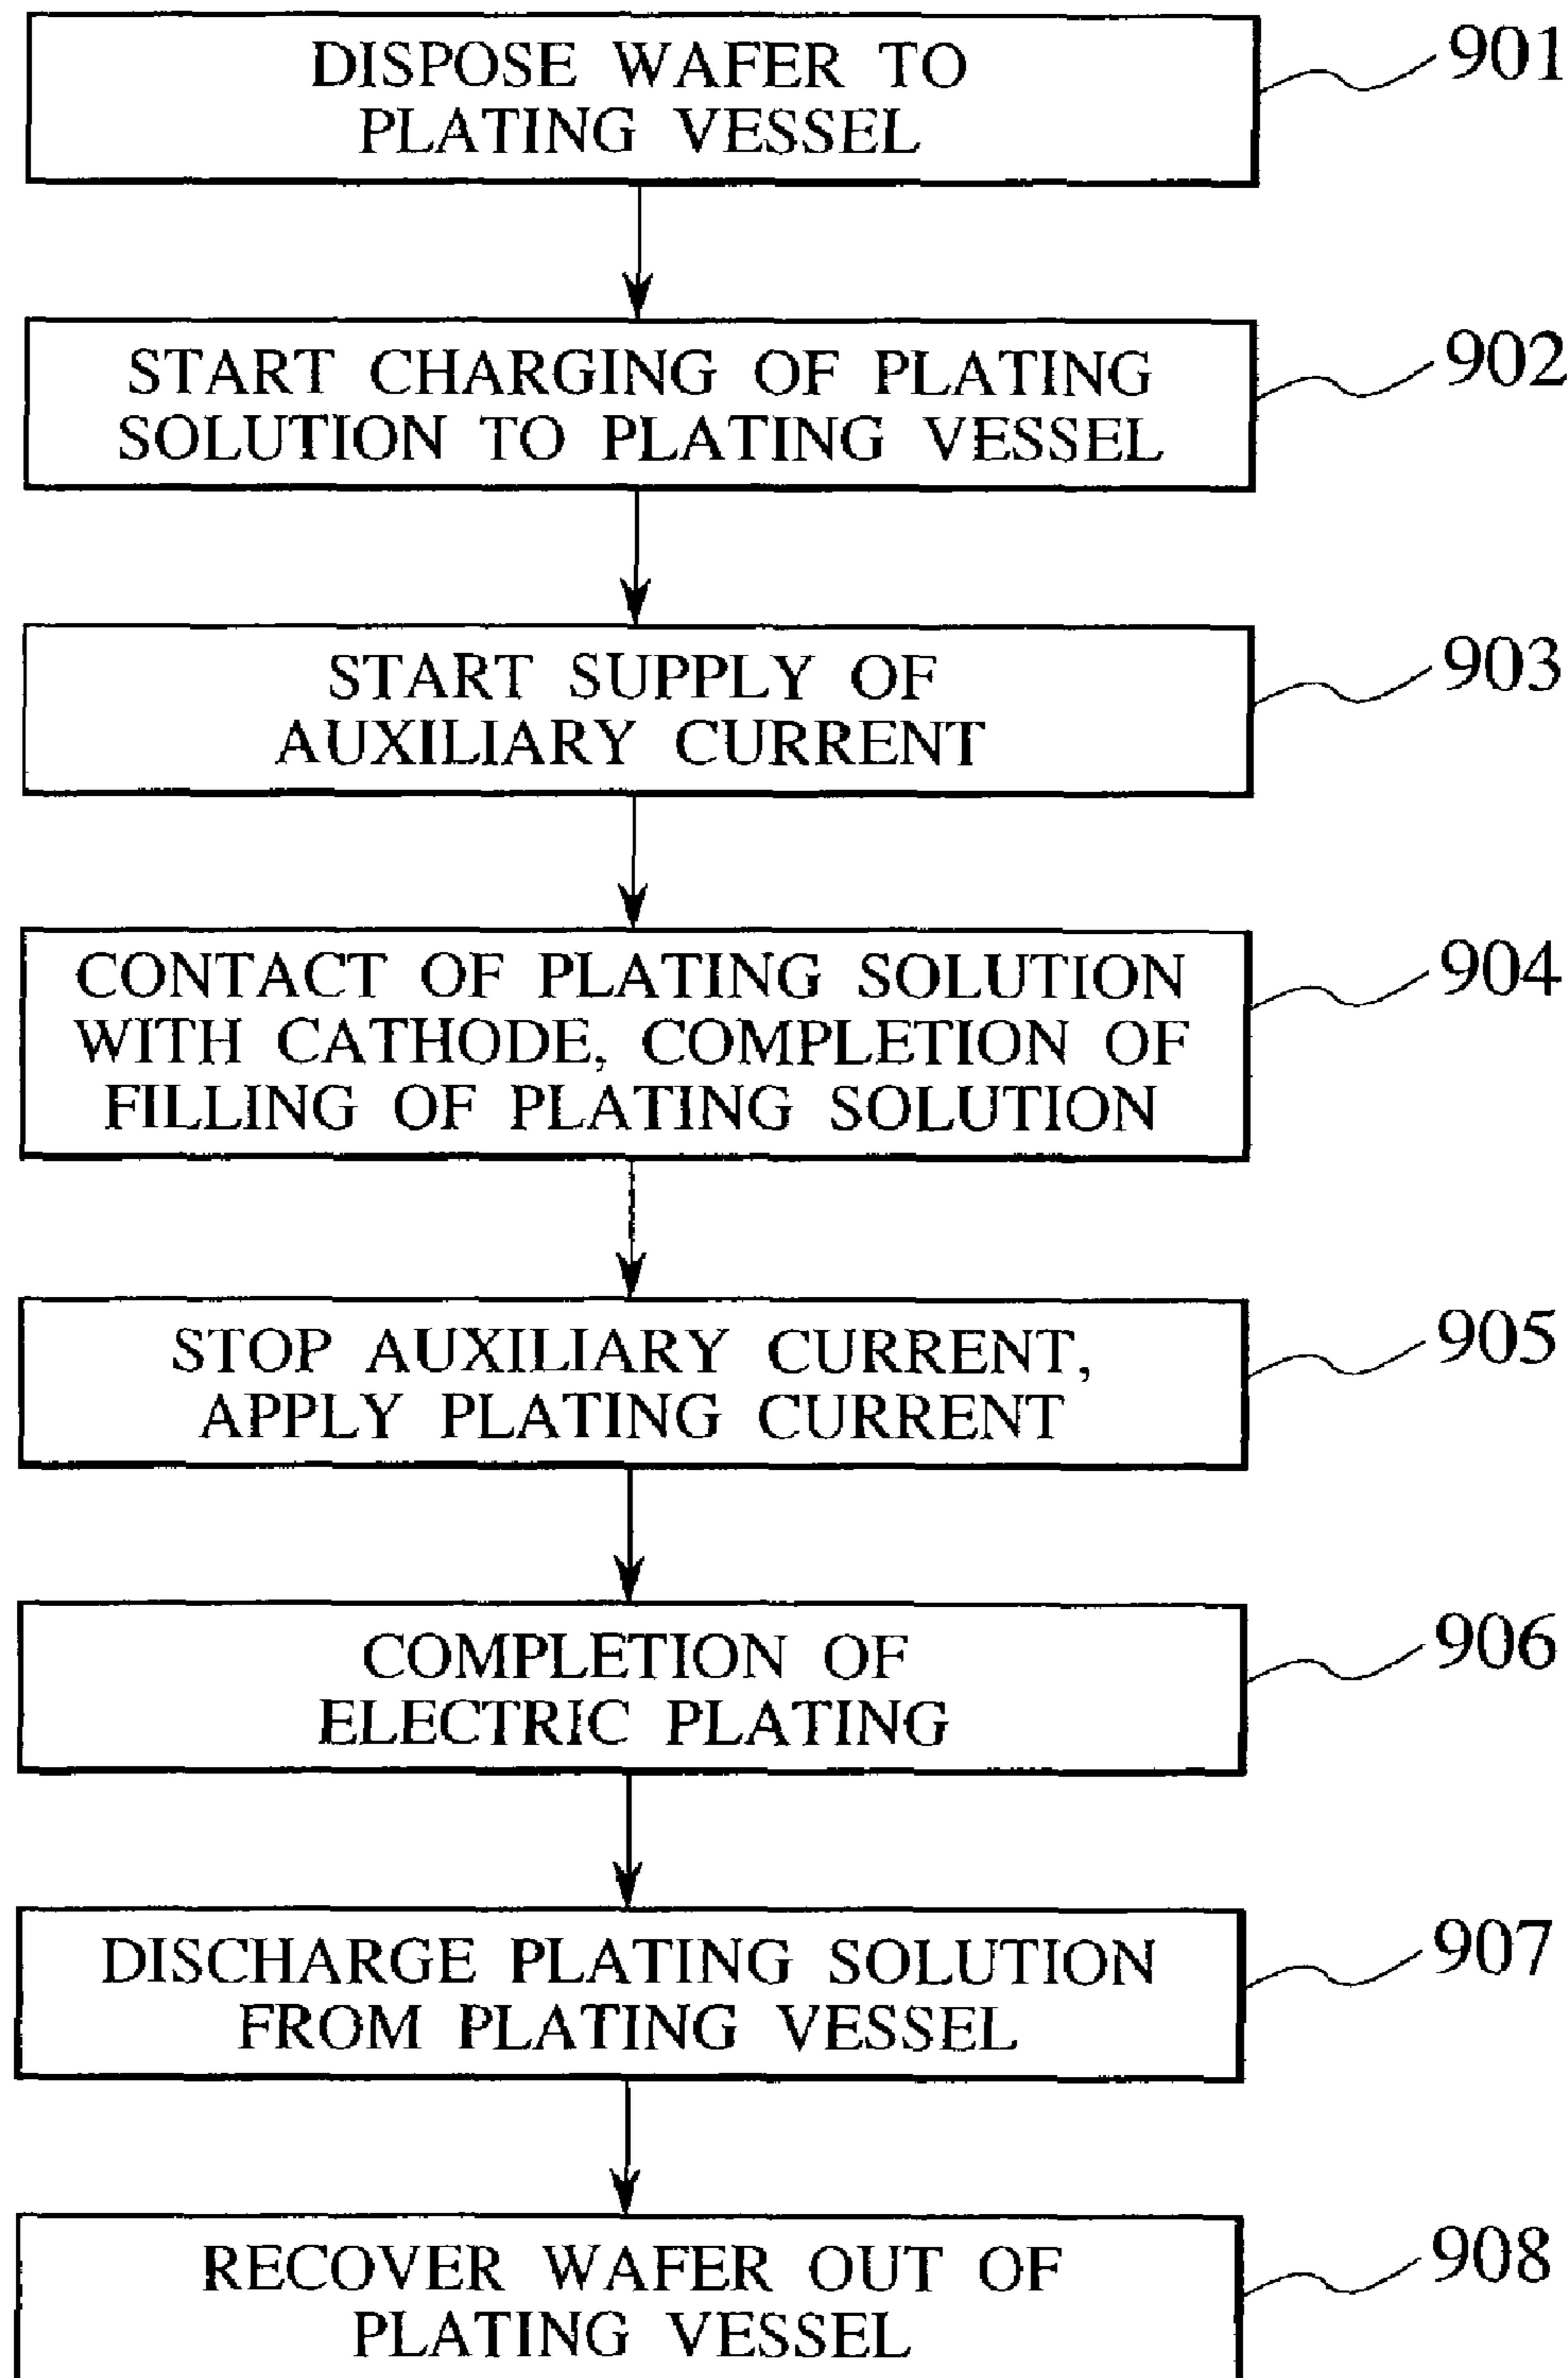 DISPOSE WAFER TO
PLATING VESSEL
901
START CHARGING OF PLATING
SOLUTION TO PLATING VESSEL
902
START SUPPLY OF
AUXILIARY CURRENT
903
CONTACT OF PLATING SOLUTION
WITH CATHODE, COMPLETION OF
FILLING OF PLATING SOLUTION
904
STOP AUXILIARY CURRENT,
APPLY PLATING CURRENT
905
COMPLETION OF
ELECTRIC PLATING
906
DISCHARGE PLATING SOLUTION
FROM PLATING VESSEL
907
RECOVER WAFER OUT OF
PLATING VESSEL
908